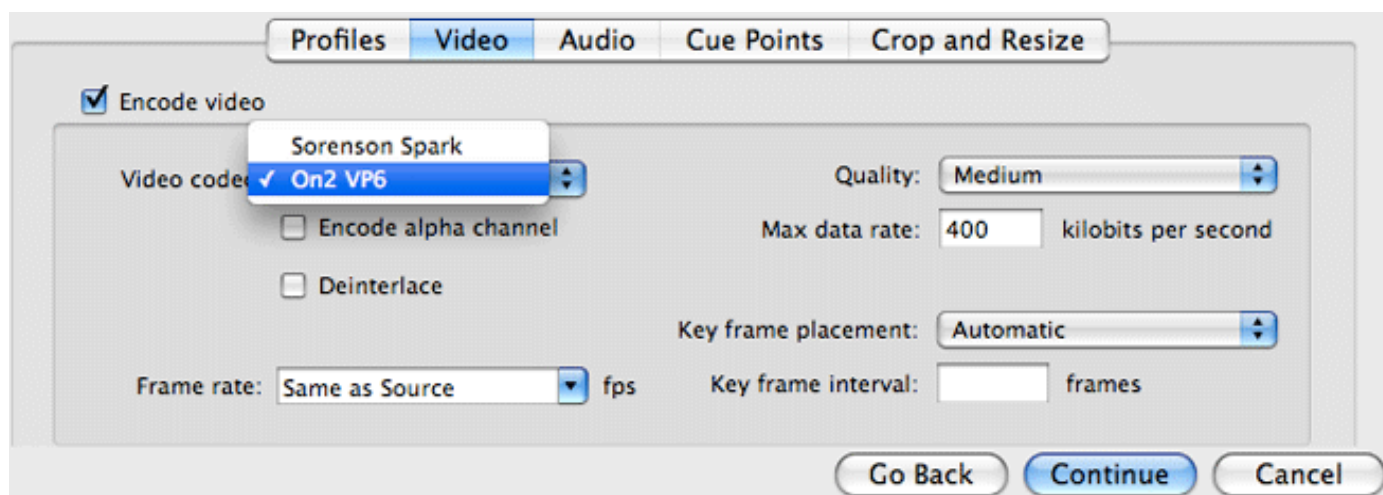 Profiles Video Audio Cue Points Crop and Resize
Encode video
Sorenson Spark
Video codec ✓ On2 VP6
Quality: Medium
Encode alpha channel
Max data rate: 400 kilobits per second
Deinterlace
Key frame placement: Automatic
Frame rate: Same as Source fps
Key frame interval: frames
Go Back Continue Cancel